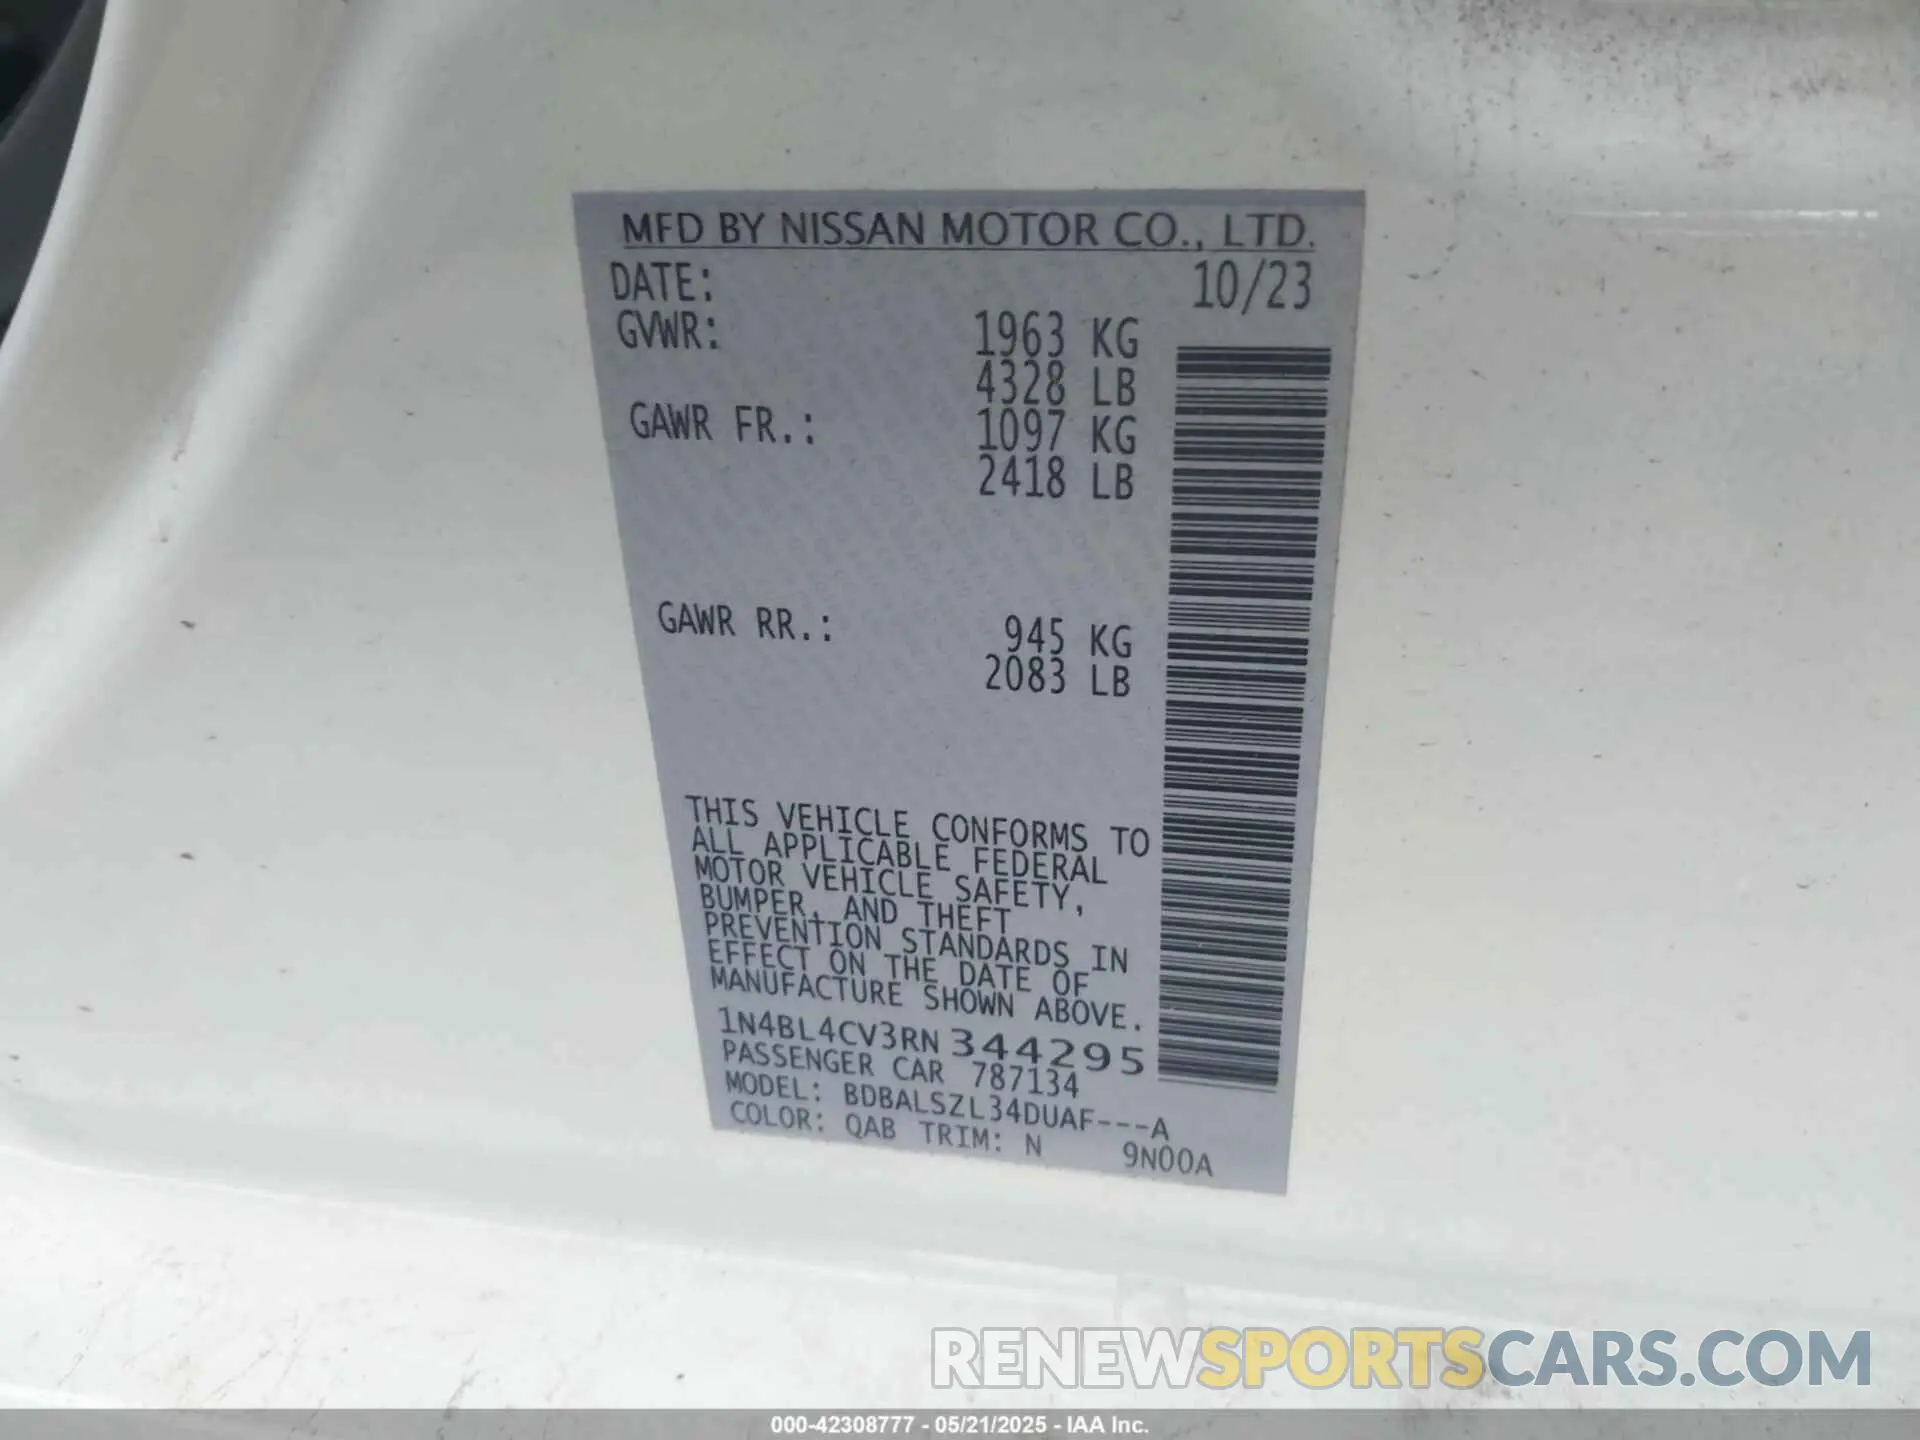 MFD BY NISSAN MOTOR CO., LTD.
DATE: 10/23
GVWR: 1963 KG
4328 LB
GAWR FR.: 1097 KG
2418 LB
GAWR RR.: 945 KG
2083 LB
THIS VEHICLE CONFORMS TO
ALL APPLICABLE FEDERAL
MOTOR VEHICLE SAFETY,
BUMPER, AND THEFT
PREVENTION STANDARDS IN
EFFECT ON THE DATE OF
MANUFACTURE SHOWN ABOVE.
1N4BL4CV3RN344295
PASSENGER CAR 787134
MODEL: BDBALSZL34DUAF---A
COLOR: QAB TRIM: N 9N00A
RENEWSPORTSCARS.COM
000-42308777 - 05/21/2025 - IAA Inc.